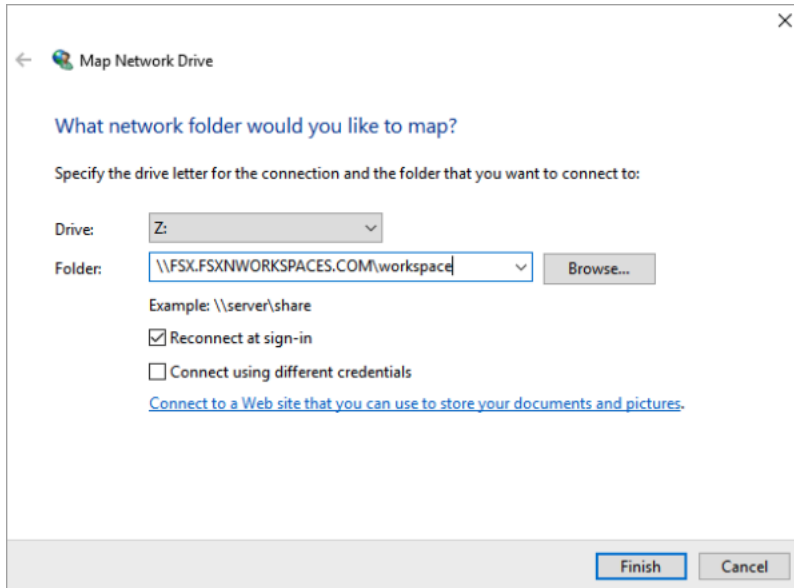 Map Network Drive
What network folder would you like to map?
Specify the drive letter for the connection and the folder that you want to connect to:
Drive: Z:
Folder: \\FSX.FSXNWORKSPACES.COM\workspace Browse...
Example: \\server\share
Reconnect at sign-in
Connect using different credentials
Connect to a Web site that you can use to store your documents and pictures.
Finish Cancel